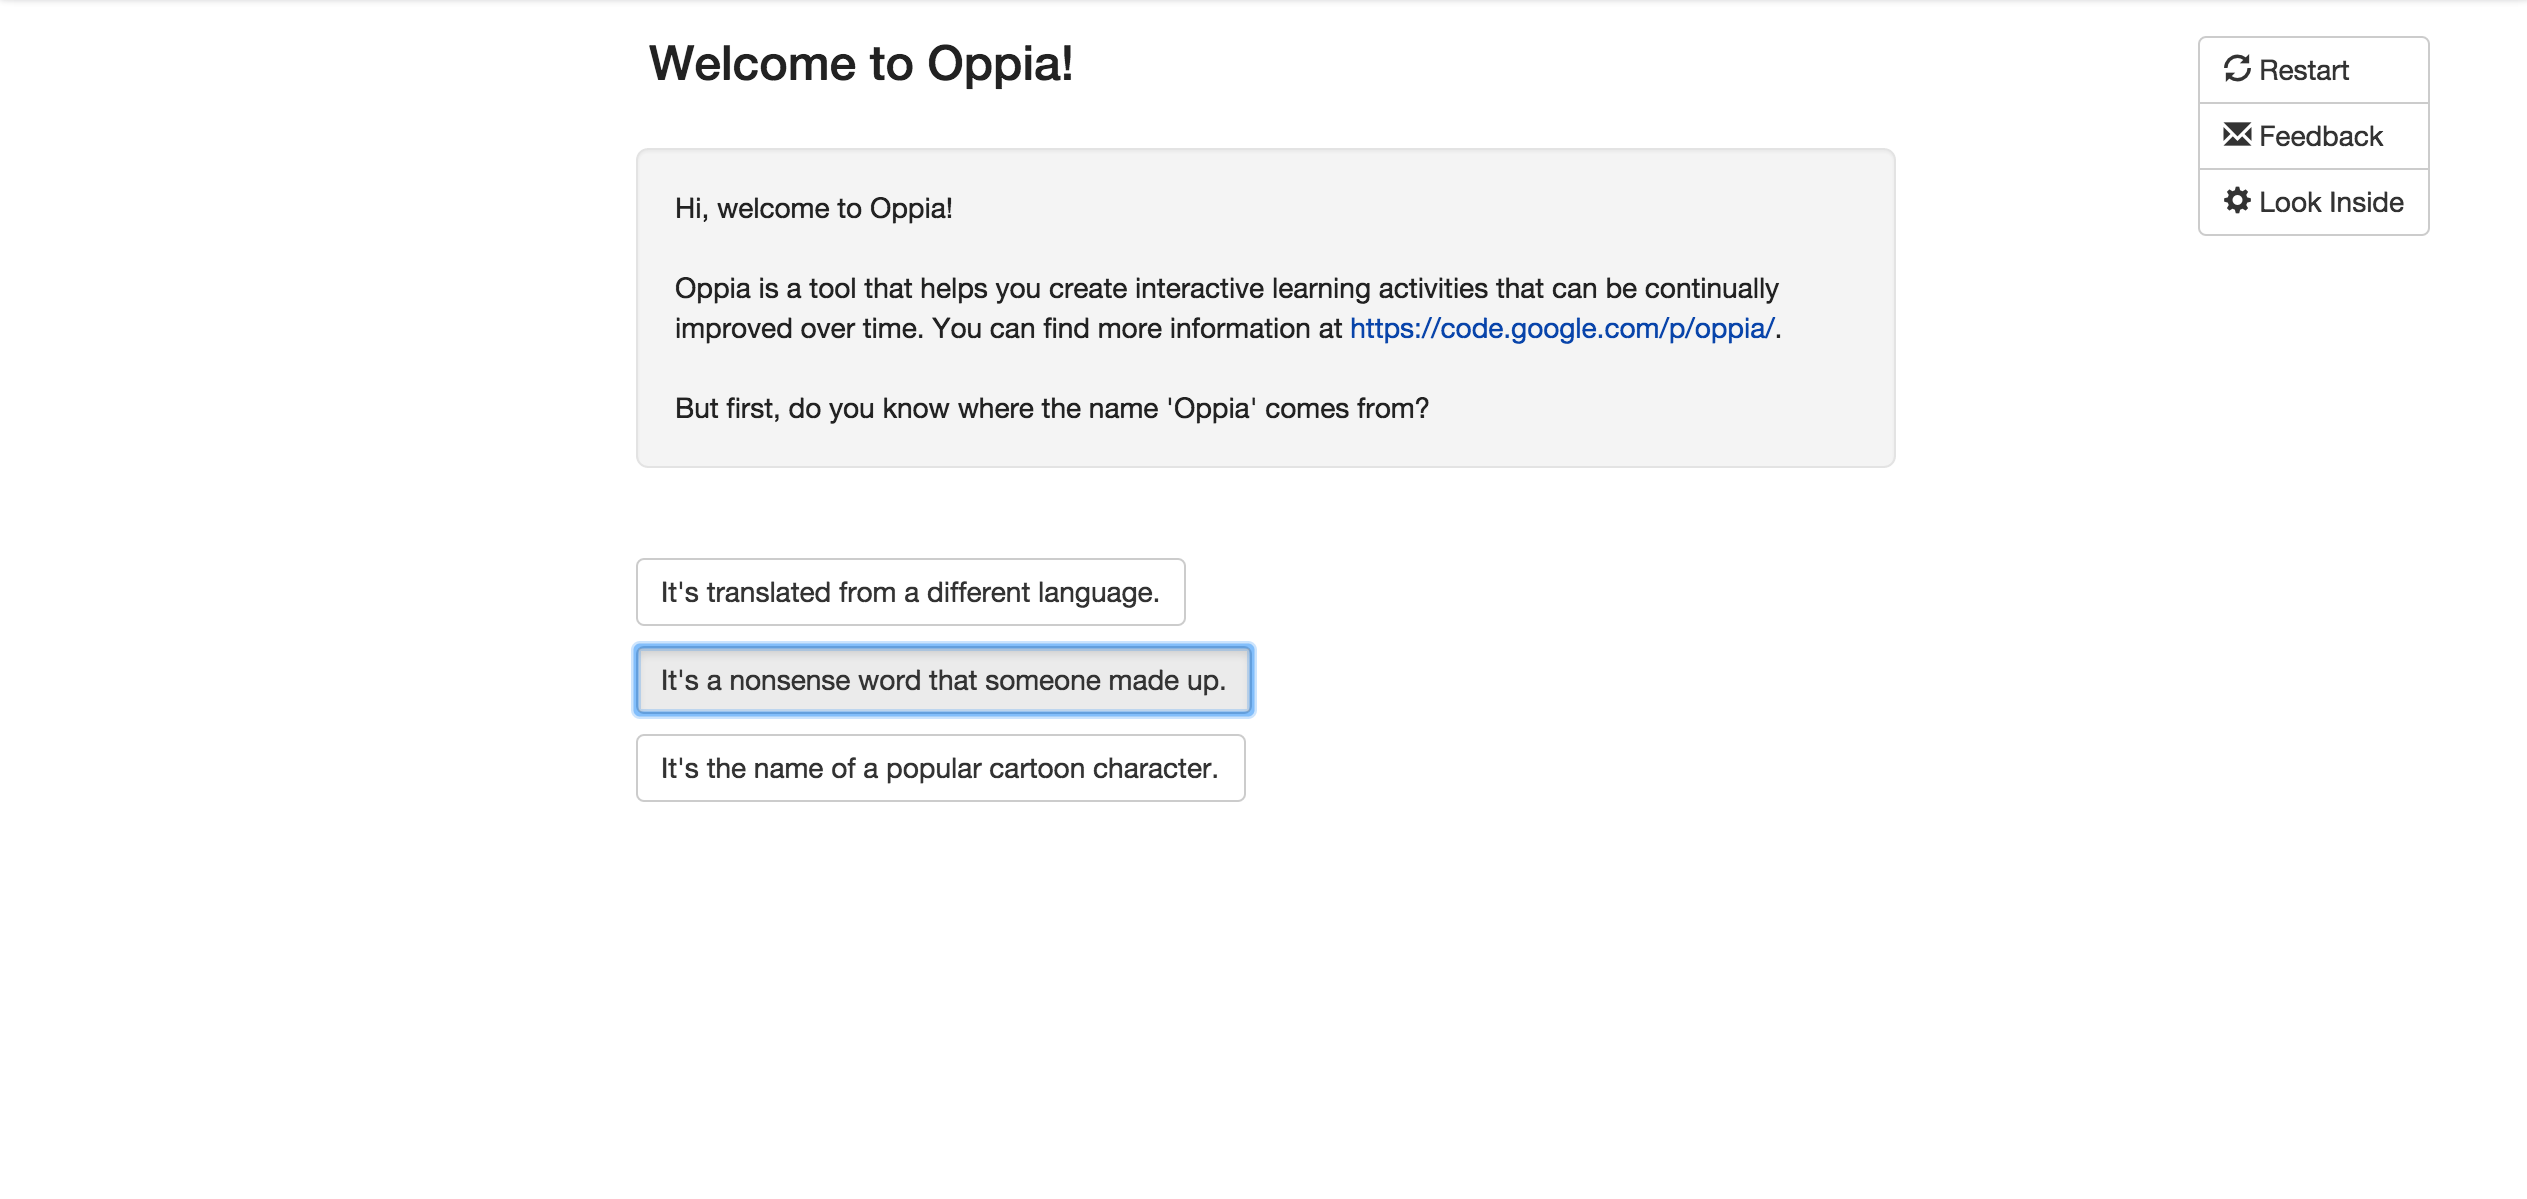 Welcome to Oppia!
Restart
Feedback
Look Inside
Hi, welcome to Oppia!
Oppia is a tool that helps you create interactive learning activities that can be continually
improved over time. You can find more information at https://code.google.com/p/oppia/.
But first, do you know where the name 'Oppia' comes from?
It's translated from a different language.
It's a nonsense word that someone made up.
It's the name of a popular cartoon character.